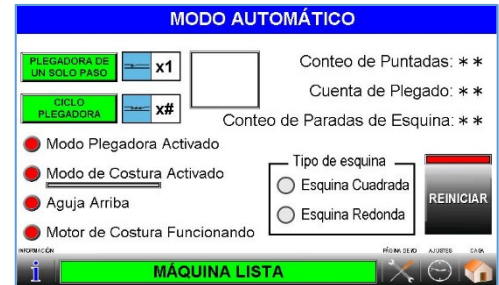 MODO AUTOMÁTICO
PLEGADORA DE
UN SOLO PASO
x1
Conteo de Puntadas: **
Cuenta de Plegado: **
CICLO
PLEGADORA
x#
Conteo de Paradas de Esquina: **
Modo Plegadora Activado
Modo de Costura Activado
Aguja Arriba
Motor de Costura Funcionando
Tipo de esquina
Esquina Cuadrada
Esquina Redonda
REINICIAR
INFORMACIÓN
PÁGINA DE I/O
AJUSTES
CASA
i
MÁQUINA LISTA